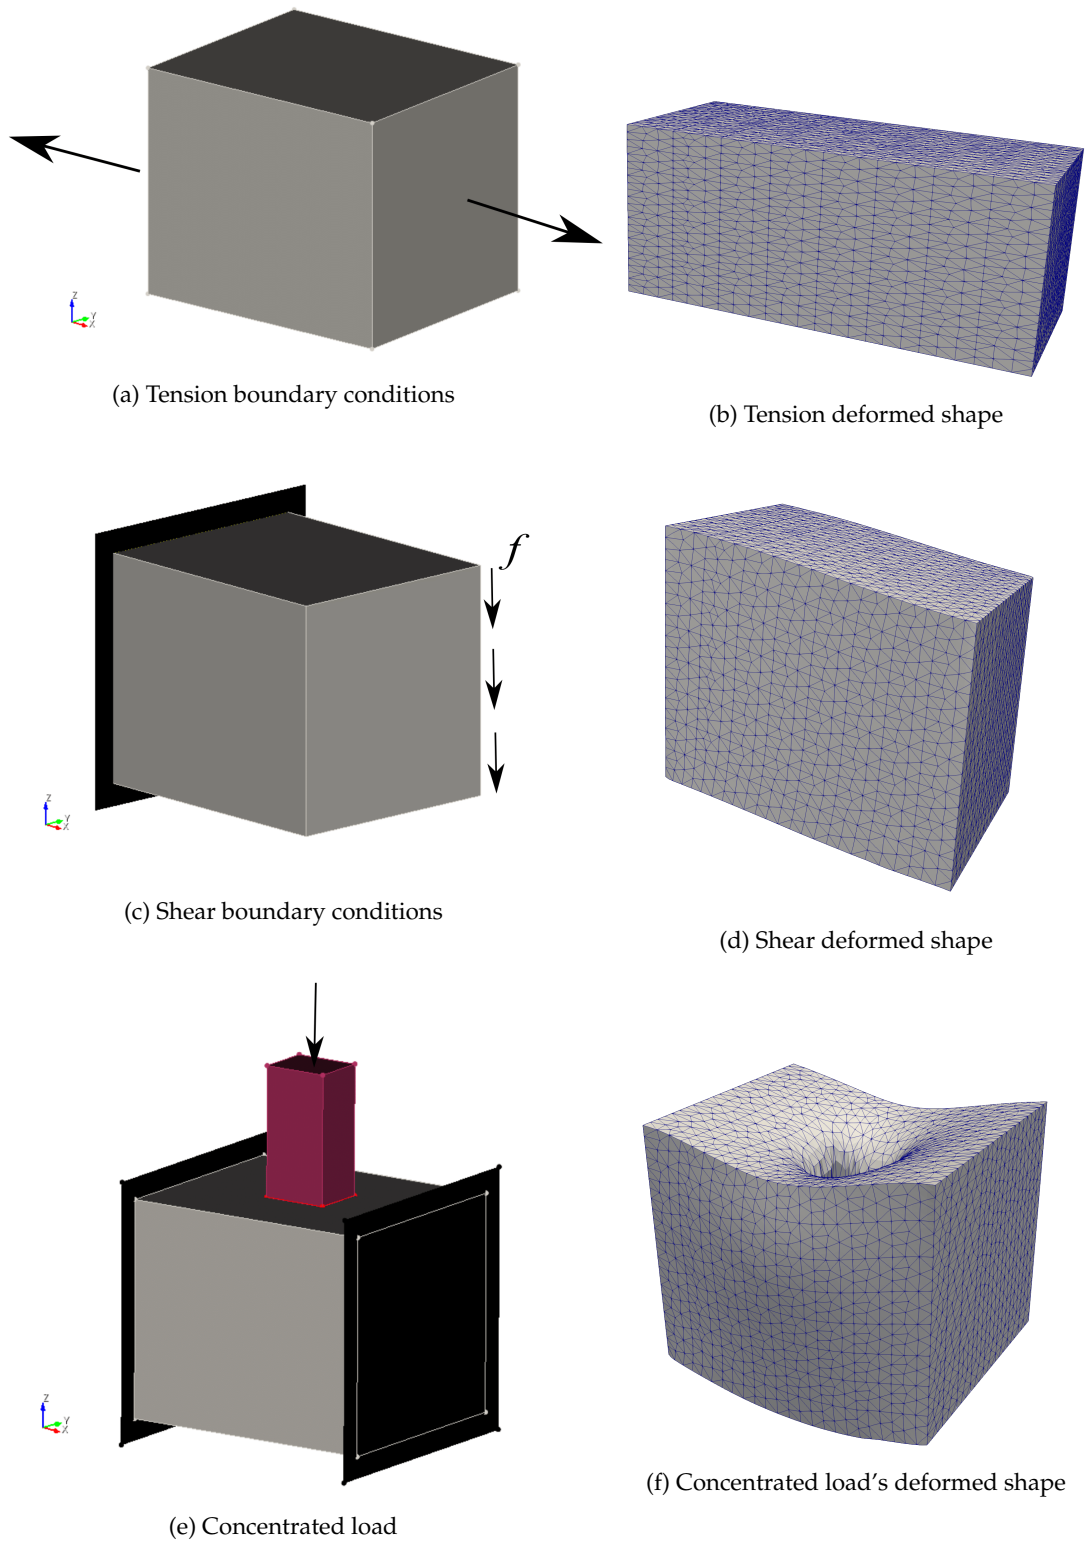 Z
Y
X
(a) Tension boundary conditions
(b) Tension deformed shape
f
Z
Y
X
(c) Shear boundary conditions
(d) Shear deformed shape
Z
Y
X
(e) Concentrated load
(f) Concentrated load's deformed shape